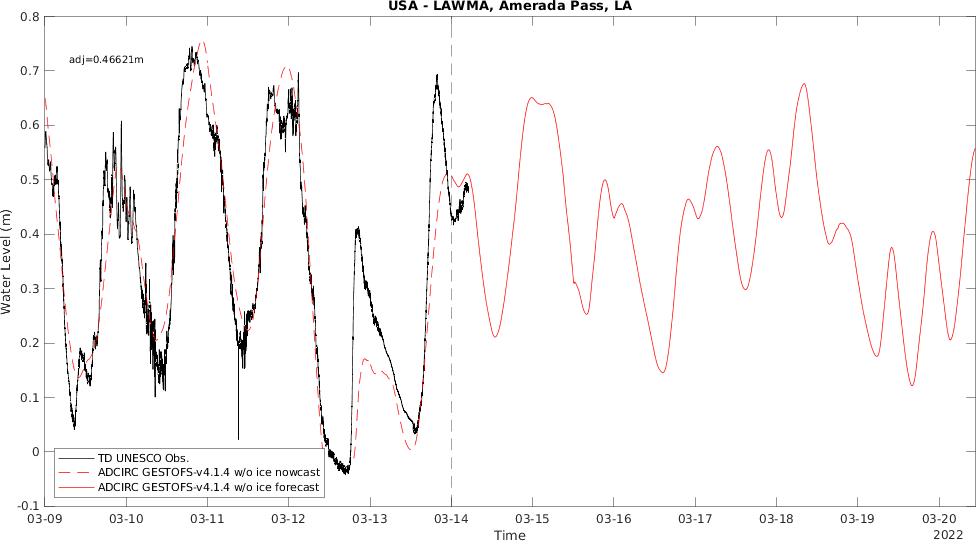 USA - LAWMA, Amerada Pass, LA
0.8
adj=0.46621m
0.7
0.6
0.5
0.4
0.3
0.2
0.1
0
-0.1
Water Level (m)
TD UNESCO Obs.
ADCIRC GESTOFS-v4.1.4 w/o ice nowcast
ADCIRC GESTOFS-v4.1.4 w/o ice forecast
03-09 03-10 03-11 03-12 03-13 03-14 03-15 03-16 03-17 03-18 03-19 03-20
Time
2022